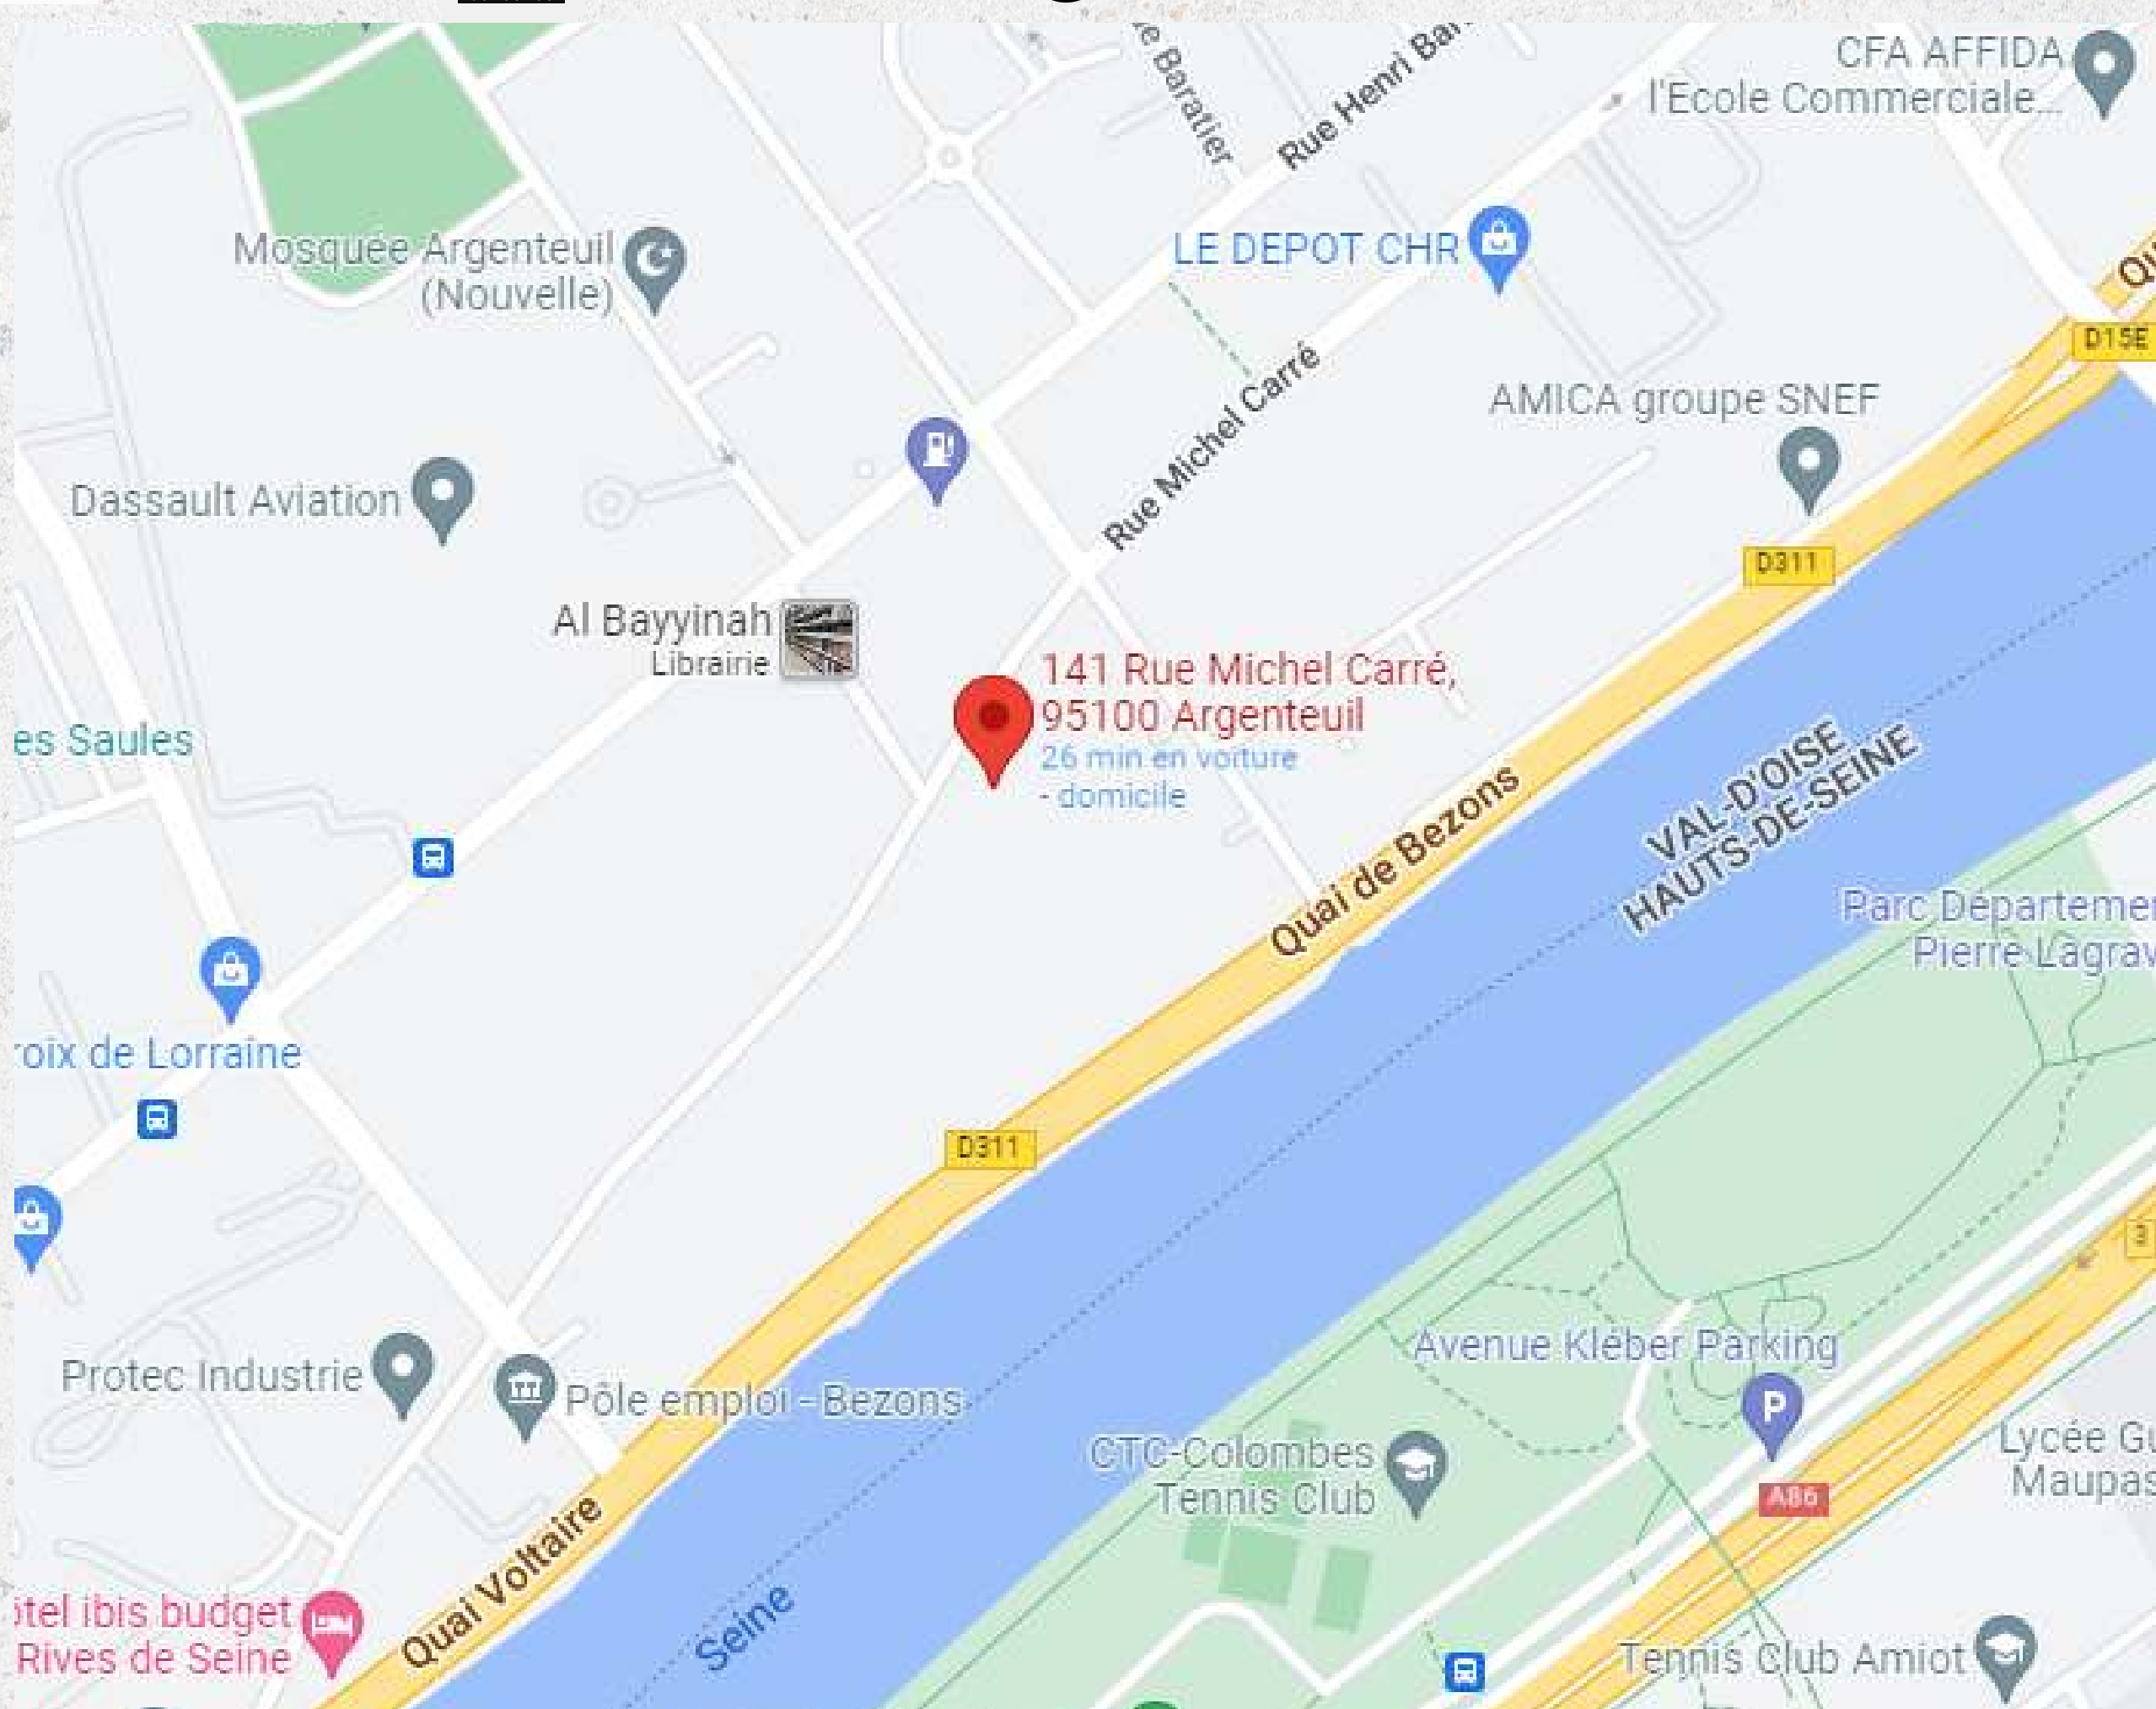 CFA AFFIDA
l'Ecole Commerciale...
Rue Henri Bar
Baratier
Mosquée Argenteuil
(Nouvelle)
LE DEPOT CHR
D15E
Rue Michel Carré
AMICA groupe SNEF
Dassault Aviation
D311
Al Bayyinah
Librairie
141 Rue Michel Carré,
95100 Argenteuil
26 min en voiture
- domicile
es Saules
VAL-D'OISE
HAUTS-DE-SEINE
Quai de Bezons
Parc Départemen
Pierre Lagrav
roix de Lorraine
D311
Avenue Kléber Parking
P
Protec Industrie
Pôle emploi - Bezons
CTC-Colombes
Tennis Club
Lycée Gu
Maupas
A86
Quai Voltaire
Seine
ôtel ibis budget
Rives de Seine
Tennis Club Amiot